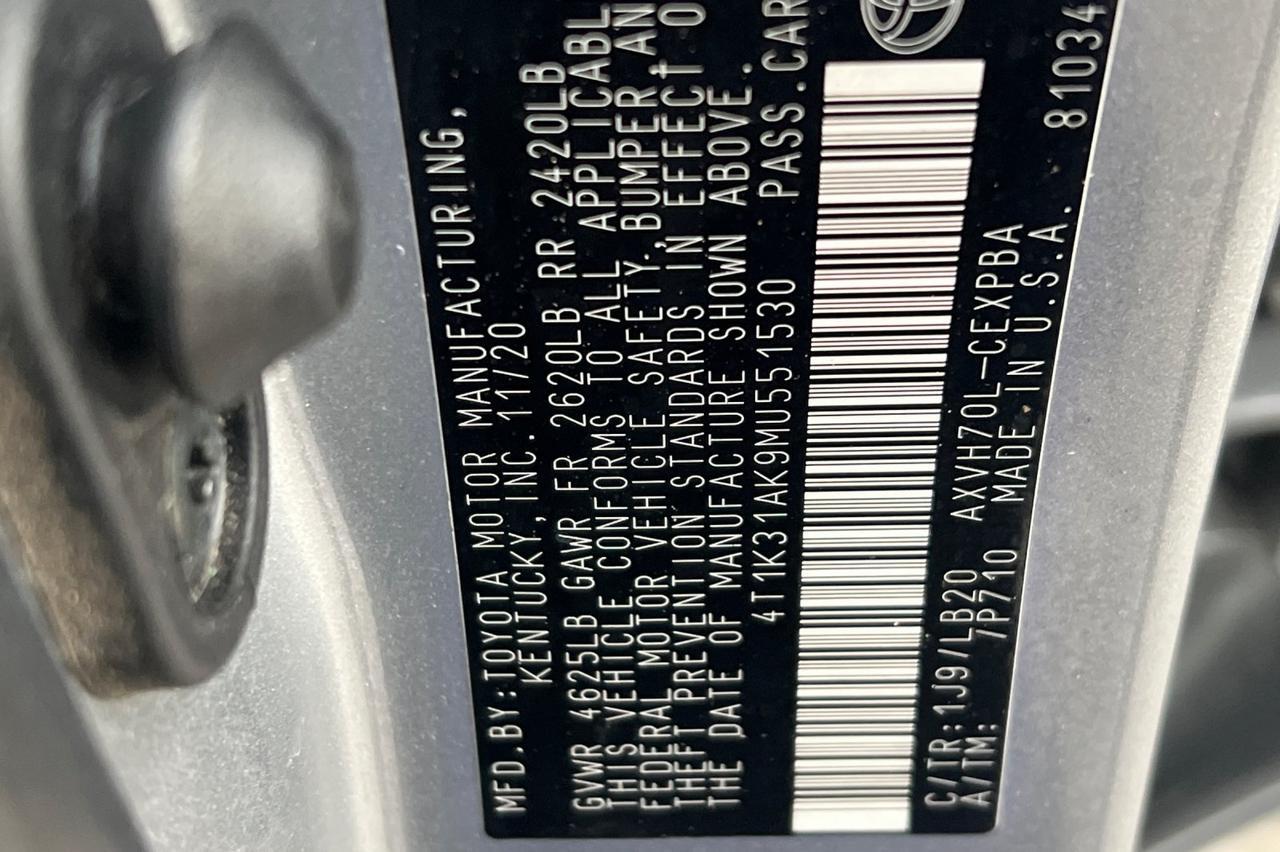 MFD.BY:TOYOTA MOTOR MANUFACTURING,
KENTUCKY, INC. 11/20
GVWR 4625LB GAWR FR 2620LB RR 2420LB
THIS VEHICLE CONFORMS TO ALL APPLICABL
FEDERAL MOTOR VEHICLE SAFETY, BUMPER AN
THEFT PREVENTION STANDARDS IN EFFECT O
THE DATE OF MANUFACTURE SHOWN ABOVE.
4T1K31AK9MU551530 PASS.CAR
C/TR:1J9/LB20 AXVH70L-CEXPBA
A/TM: /P710 MADE IN U.S.A. 81034